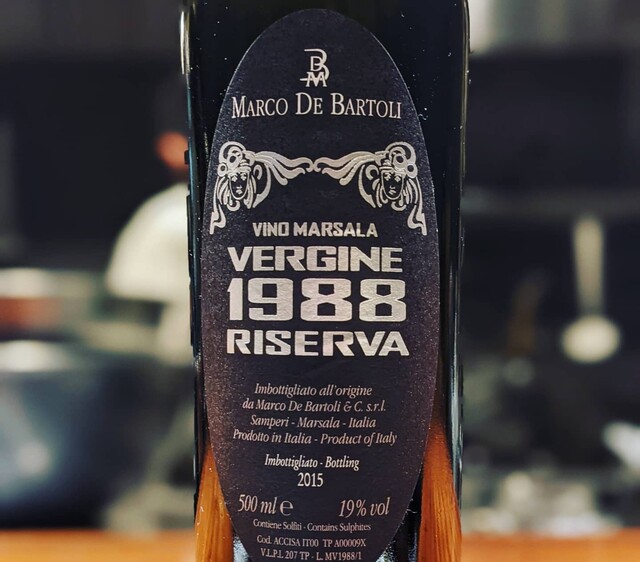 DBM
MARCO DE BARTOLI
VINO MARSALA
VERGINE
1988
RISERVA
Imbottigliato all'origine
da Marco De Bartoli & C. s.r.l.
Samperi - Marsala - Italia
Prodotto in Italia - Product of Italy
Imbottigliato - Bottling
2015
500 ml e 19% vol
Contiene Solfiti - Contains Sulphites
Cod. ACCISA IT00 TP A00009X
V.L.P.L 207 TP - L. MV1988/1